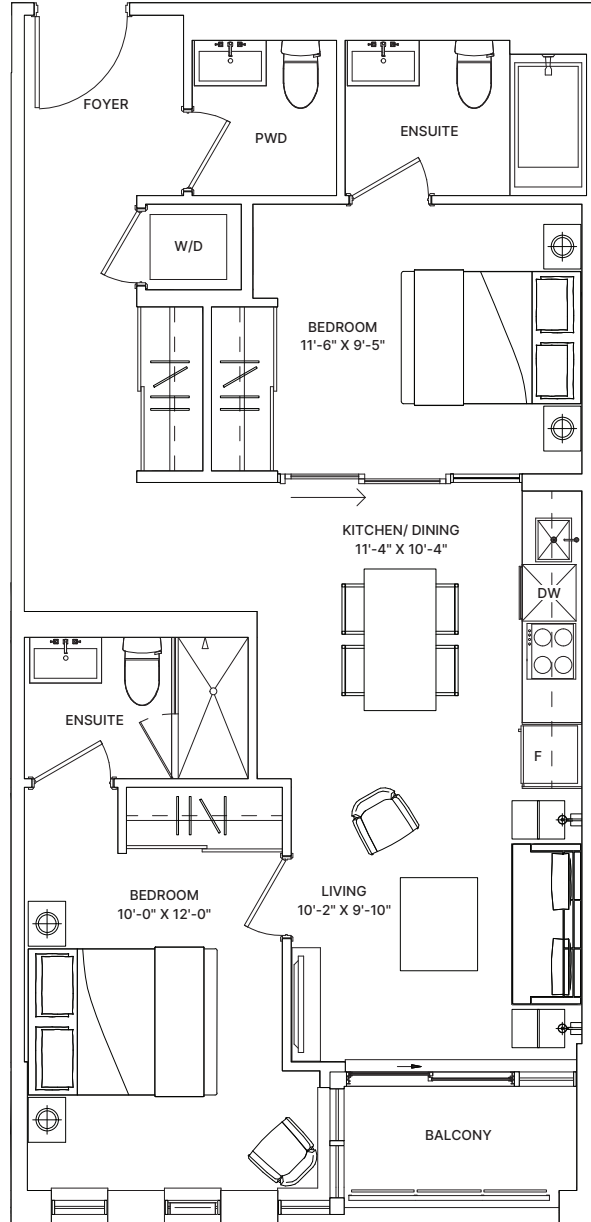 FOYER
PWD
ENSUITE
W/D
BEDROOM
11'-6" X 9'-5"
KITCHEN/ DINING
11'-4" X 10'-4"
DW
ENSUITE
F
BEDROOM
10'-0" X 12'-0"
LIVING
10'-2" X 9'-10"
BALCONY